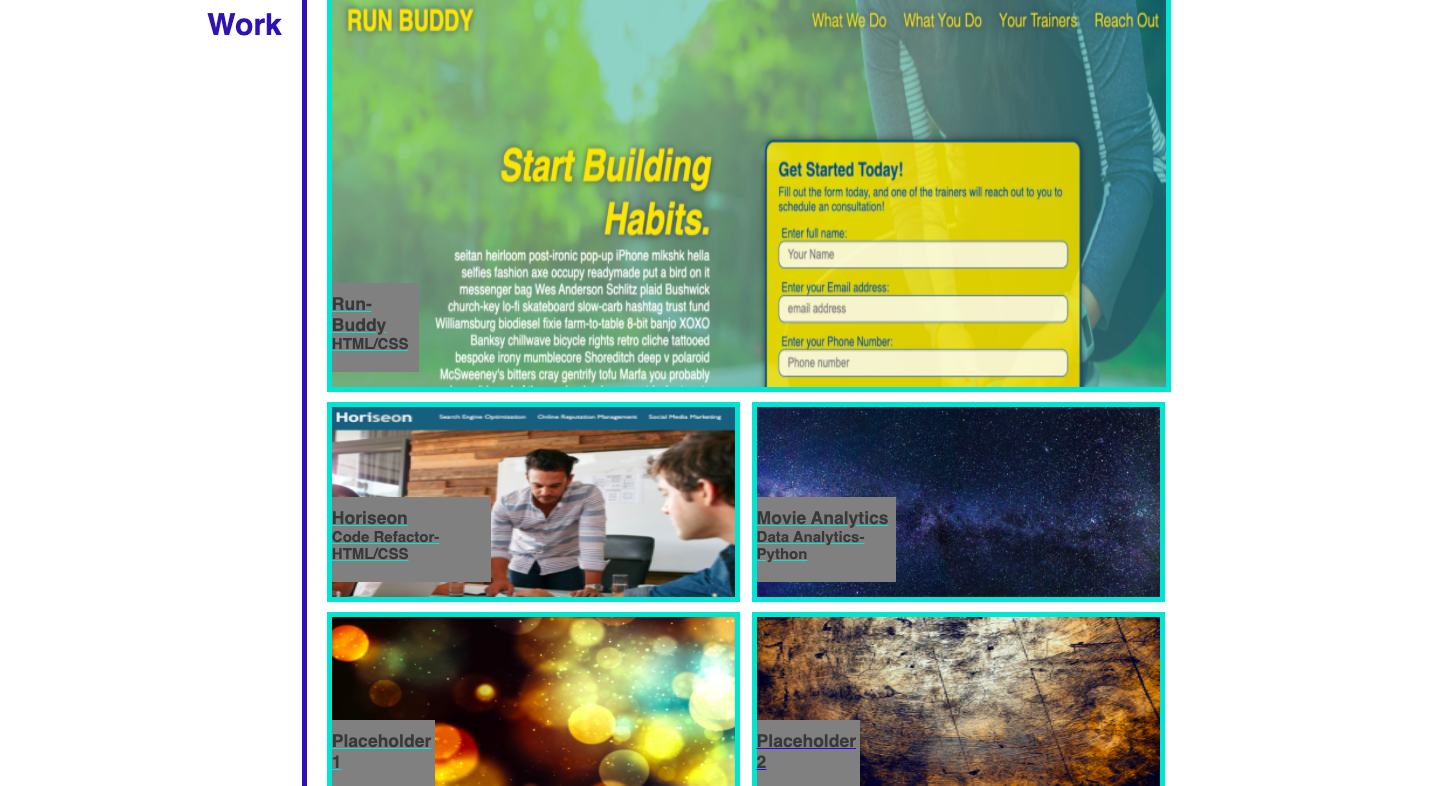 Work
RUN BUDDY
What We Do What You Do Your Trainers Reach Out
Start Building
Habits.
seitan heirloom post-ironic pop-up iPhone mlkshk hella
selfies fashion axe occupy readymade put a bird on it
messenger bag Wes Anderson Schlitz plaid Bushwick
church-key lo-fi skateboard slow-carb hashtag trust fund
Williamsburg biodiesel fixie farm-to-table 8-bit banjo XOXO
Banksy chillwave bicycle rights retro cliche tattooed
bespoke irony mumblecore Shoreditch deep v polaroid
McSweeney's bitters cray gentrify tofu Marfa you probably
Get Started Today!
Fill out the form today, and one of the trainers will reach out to you to
schedule an consultation!
Enter full name:
Your Name
Enter your Email address:
email address
Enter your Phone Number:
Phone number
Run-
Buddy
HTML/CSS
Horiseon
Search Engine Optimization Online Reputation Management Social Media Marketing
Horiseon
Code Refactor-
HTML/CSS
Movie Analytics
Data Analytics-
Python
Placeholder
1
Placeholder
2